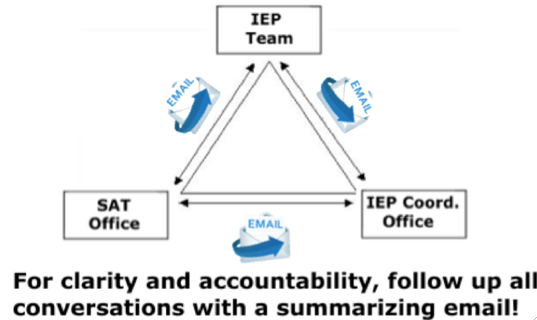 IEP
Team
EMAIL
EMAIL
SAT
Office
IEP Coord.
Office
EMAIL
For clarity and accountability, follow up all
conversations with a summarizing email!